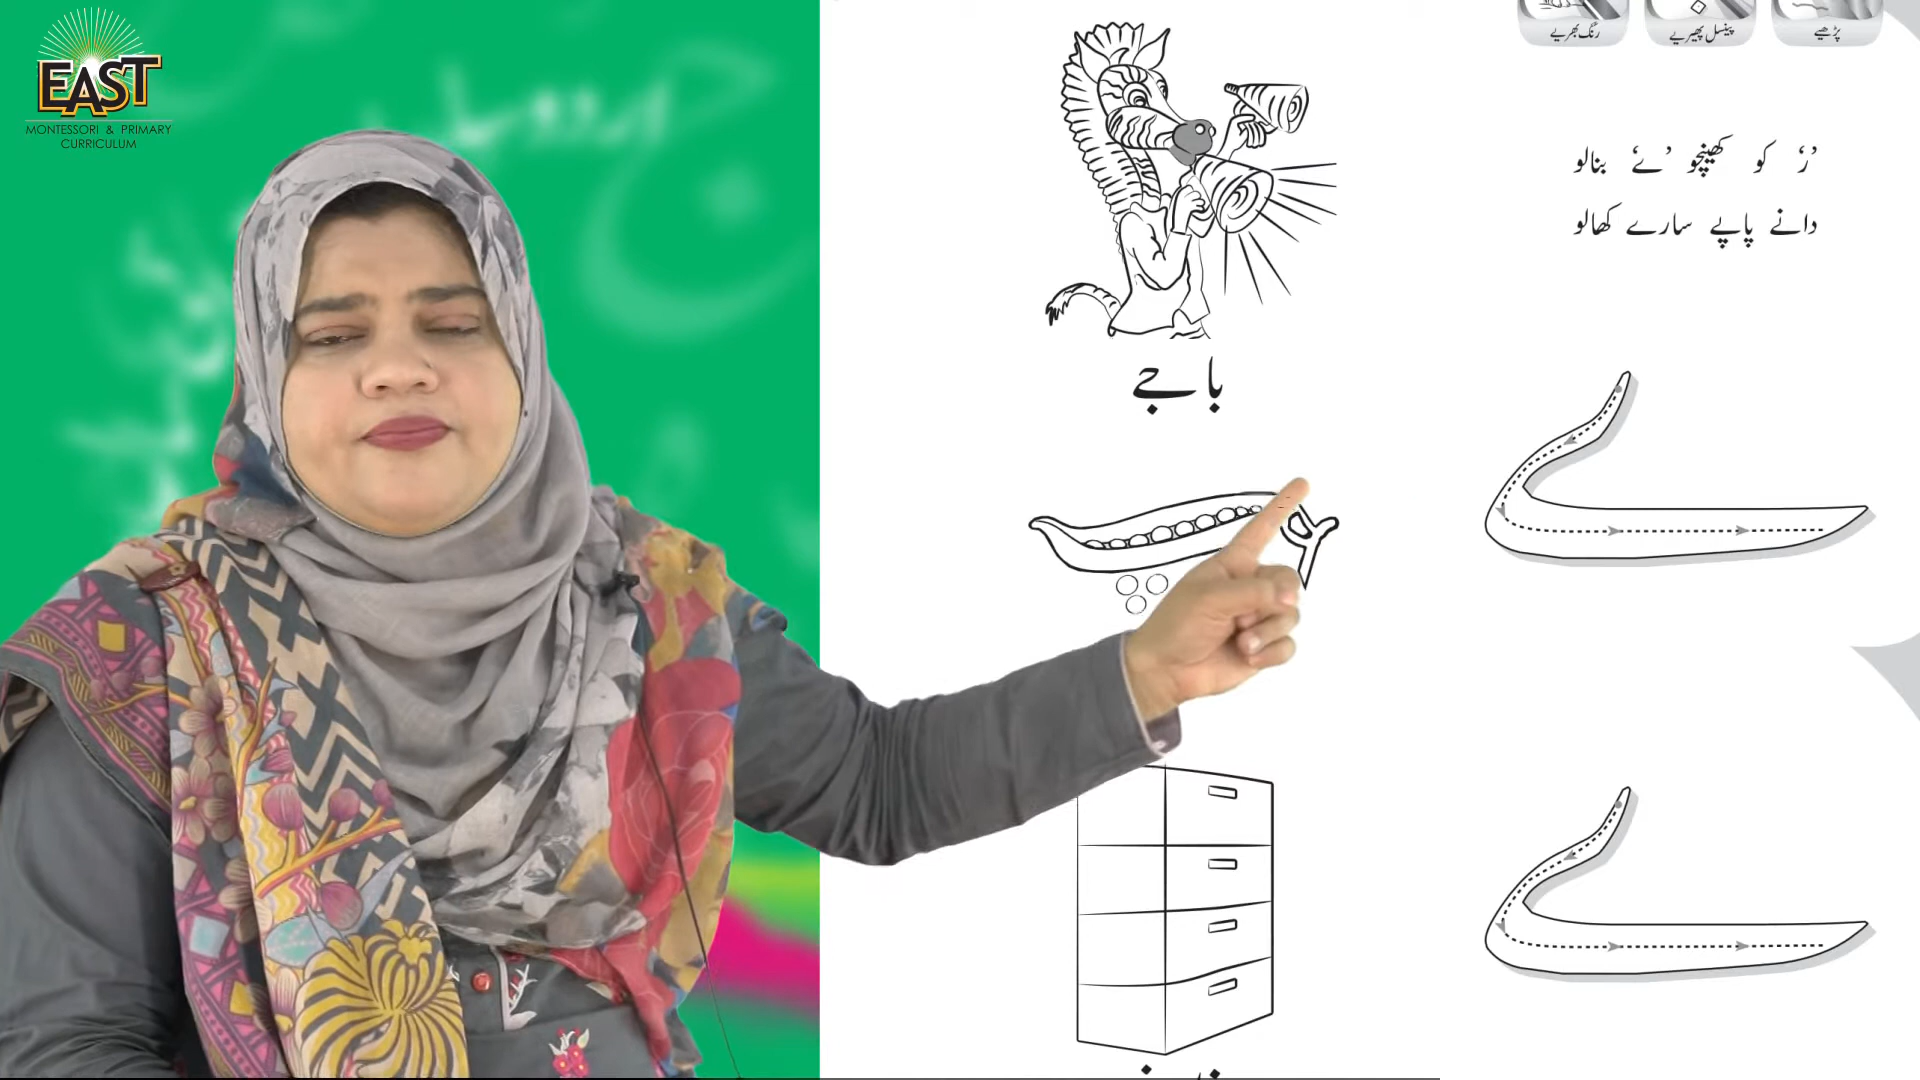 EAST
MONTESSORI & PRIMARY
CURRICULUM
پڑھیے
پینسل پھیریے
رنگ بھریے
’ر‘ کو کھینچو ’ے‘ بنالو
دانے پاپے سارے کھالو
باجے
ے
ے